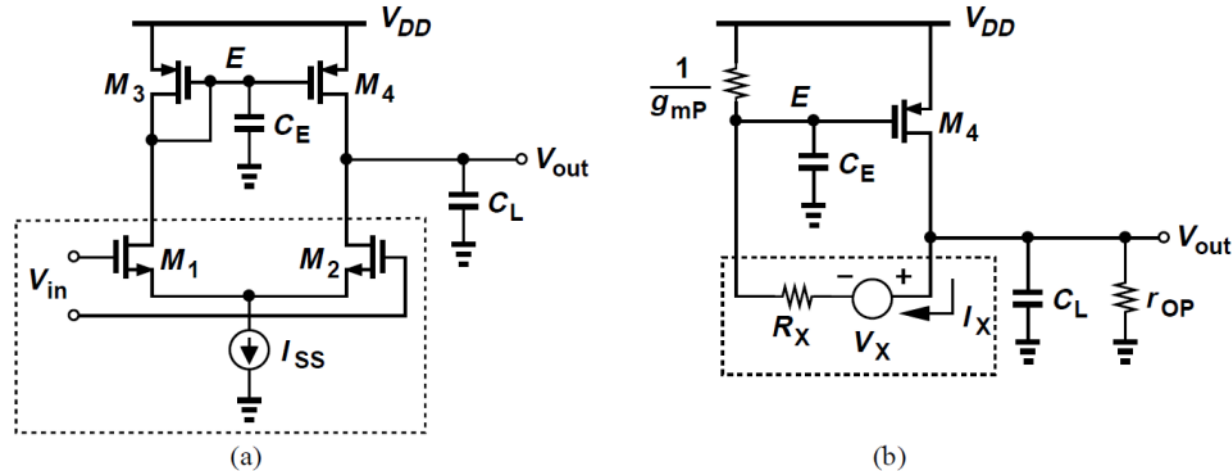 V_DD
M_3
E
M_4
C_E
V_out
C_L
V_in
M_1
M_2
I_SS
(a)
V_DD
1
g_mP
E
M_4
C_E
V_out
R_X
V_X
I_X
C_L
r_OP
− +
(b)